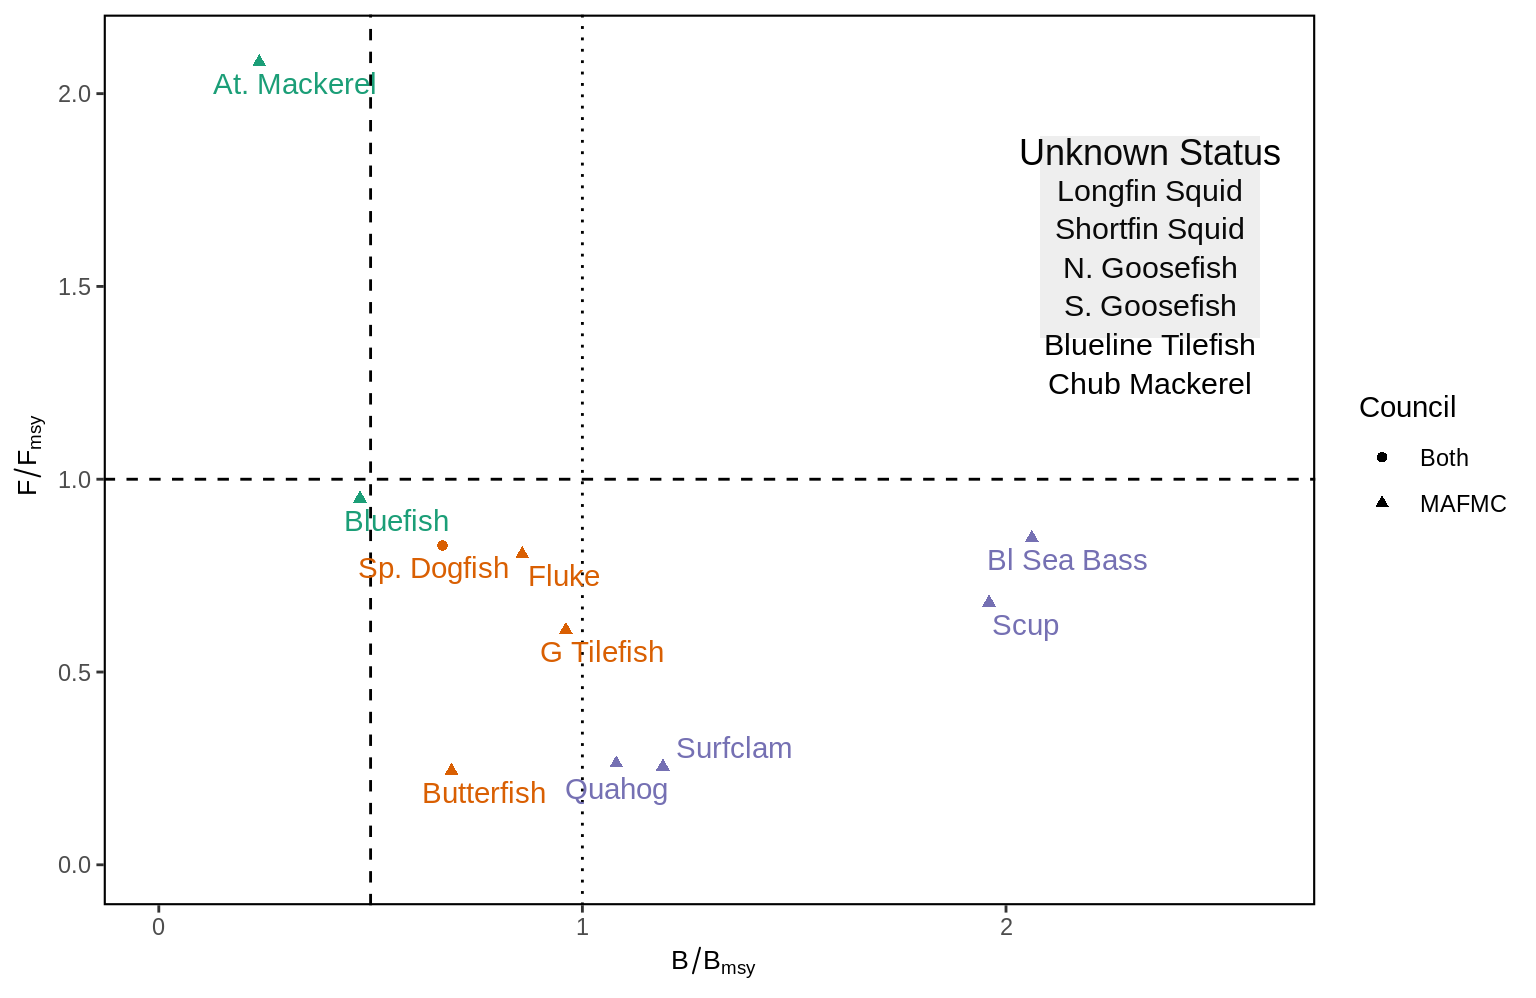 At. Mackerel
2.0
Unknown Status
Longfin Squid
Shortfin Squid
N. Goosefish
S. Goosefish
Blueline Tilefish
Chub Mackerel
1.5
1.0
0.5
0.0
F/Fmsy
Bluefish
Sp. Dogfish
Fluke
G Tilefish
Bl Sea Bass
Scup
Surfclam
Quahog
Butterfish
0
1
2
B/Bmsy
Council
Both
MAFMC